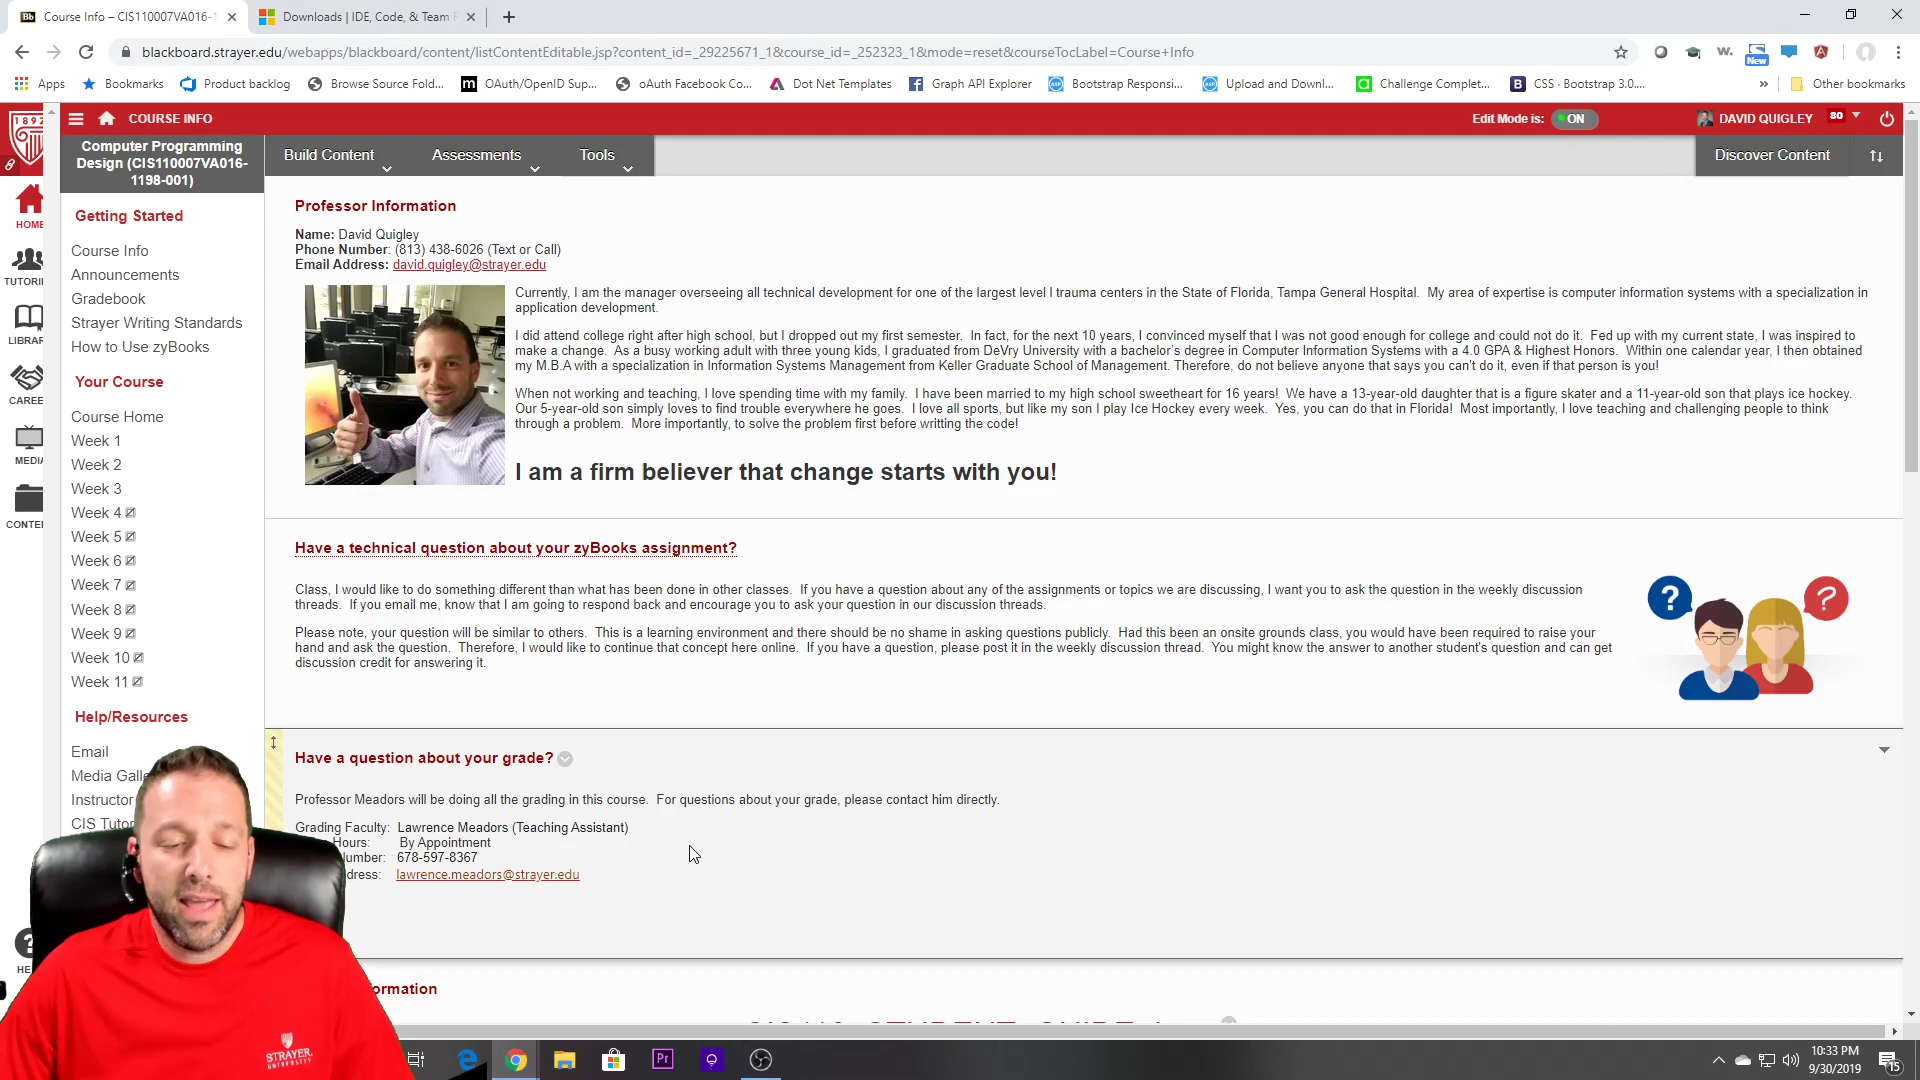 Course Info – CIS110007VA016-1
Downloads | IDE, Code, & Team F
blackboard.strayer.edu/webapps/blackboard/content/listContentEditable.jsp?content_id=_29225671_1&course_id=_252323_1&mode=reset&courseTocLabel=Course+Info
New
Apps
Bookmarks
Product backlog
Browse Source Fold...
OAuth/OpenID Sup...
oAuth Facebook Co...
Dot Net Templates
Graph API Explorer
Bootstrap Responsi...
Upload and Downl...
Challenge Complet...
CSS · Bootstrap 3.0....
Other bookmarks
1892
COURSE INFO
Edit Mode is:
ON
DAVID QUIGLEY
80
Computer Programming
Design (CIS110007VA016-
1198-001)
Build Content
Assessments
Tools
Discover Content
HOME
TUTORI
LIBRAR
CAREE
MEDIA
CONTEN
Getting Started
Course Info
Announcements
Gradebook
Strayer Writing Standards
How to Use zyBooks
Your Course
Course Home
Week 1
Week 2
Week 3
Week 4
Week 5
Week 6
Week 7
Week 8
Week 9
Week 10
Week 11
Help/Resources
Email
Media Galle
Instructor
CIS Tutor
HE
Professor Information
Name: David Quigley
Phone Number: (813) 438-6026 (Text or Call)
Email Address: david.quigley@strayer.edu
Currently, I am the manager overseeing all technical development for one of the largest level I trauma centers in the State of Florida, Tampa General Hospital. My area of expertise is computer information systems with a specialization in
application development.
I did attend college right after high school, but I dropped out my first semester. In fact, for the next 10 years, I convinced myself that I was not good enough for college and could not do it. Fed up with my current state, I was inspired to
make a change. As a busy working adult with three young kids, I graduated from DeVry University with a bachelor's degree in Computer Information Systems with a 4.0 GPA & Highest Honors. Within one calendar year, I then obtained
my M.B.A with a specialization in Information Systems Management from Keller Graduate School of Management. Therefore, do not believe anyone that says you can't do it, even if that person is you!
When not working and teaching, I love spending time with my family. I have been married to my high school sweetheart for 16 years! We have a 13-year-old daughter that is a figure skater and a 11-year-old son that plays ice hockey.
Our 5-year-old son simply loves to find trouble everywhere he goes. I love all sports, but like my son I play Ice Hockey every week. Yes, you can do that in Florida! Most importantly, I love teaching and challenging people to think
through a problem. More importantly, to solve the problem first before writting the code!
I am a firm believer that change starts with you!
Have a technical question about your zyBooks assignment?
Class, I would like to do something different than what has been done in other classes. If you have a question about any of the assignments or topics we are discussing, I want you to ask the question in the weekly discussion
threads. If you email me, know that I am going to respond back and encourage you to ask your question in our discussion threads.
Please note, your question will be similar to others. This is a learning environment and there should be no shame in asking questions publicly. Had this been an onsite grounds class, you would have been required to raise your
hand and ask the question. Therefore, I would like to continue that concept here online. If you have a question, please post it in the weekly discussion thread. You might know the answer to another student's question and can get
discussion credit for answering it.
? ?
Have a question about your grade?
Professor Meadors will be doing all the grading in this course. For questions about your grade, please contact him directly.
Grading Faculty: Lawrence Meadors (Teaching Assistant)
Hours: By Appointment
umber: 678-597-8367
dress: lawrence.meadors@strayer.edu
ormation
STRAYER
UNIVERSITY
Pr
10:33 PM
9/30/2019
15